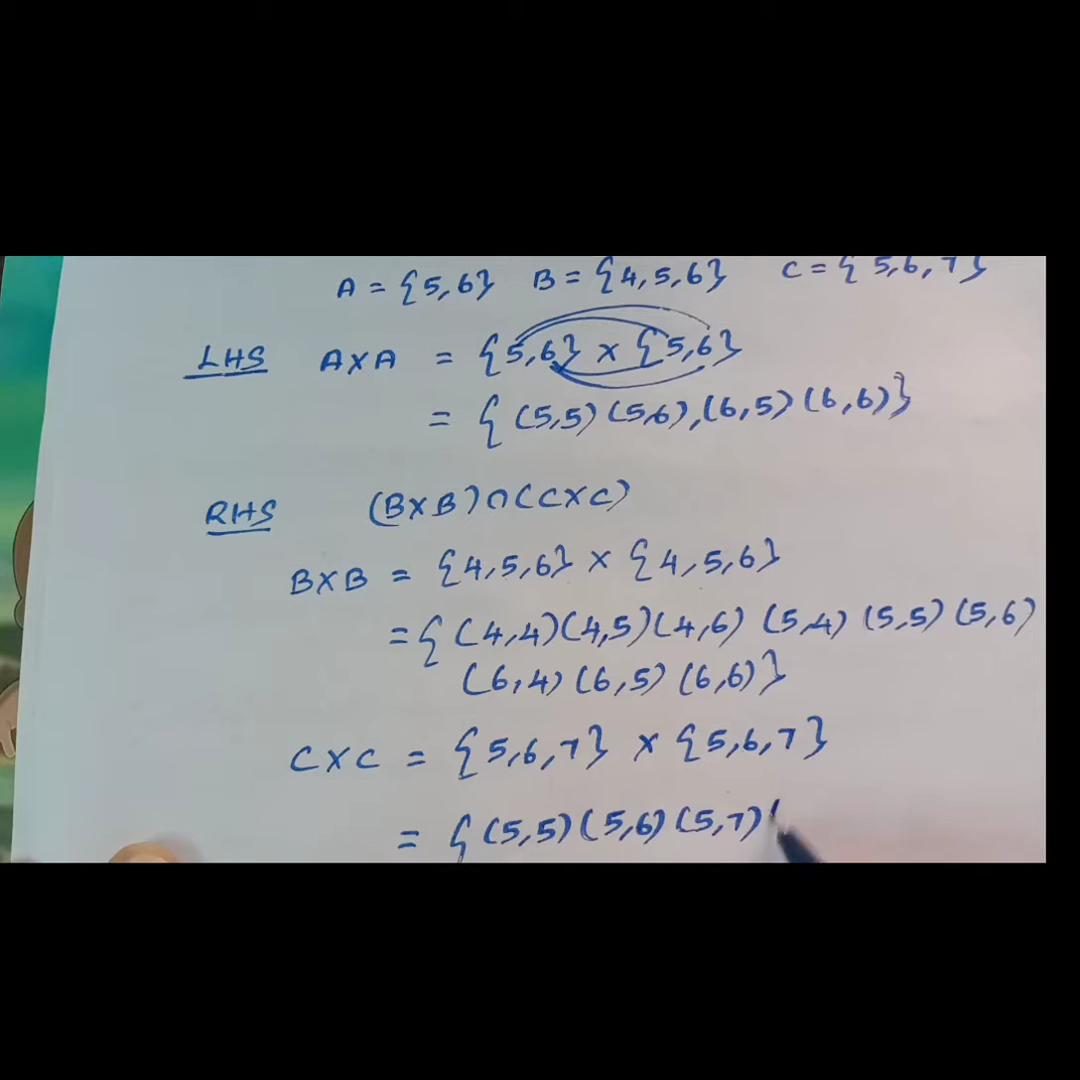 A = {5,6} B = {4,5,6} C = {5,6,7}
LHS A×A = {5,6} × {5,6}
= { (5,5) (5,6), (6,5) (6,6)}
RHS (B×B)∩(C×C)
B×B = {4,5,6} × {4,5,6}
= { (4,4)(4,5)(4,6) (5,4) (5,5) (5,6)
(6,4) (6,5) (6,6)}
C×C = {5,6,7} × {5,6,7}
= { (5,5) (5,6) (5,7) (